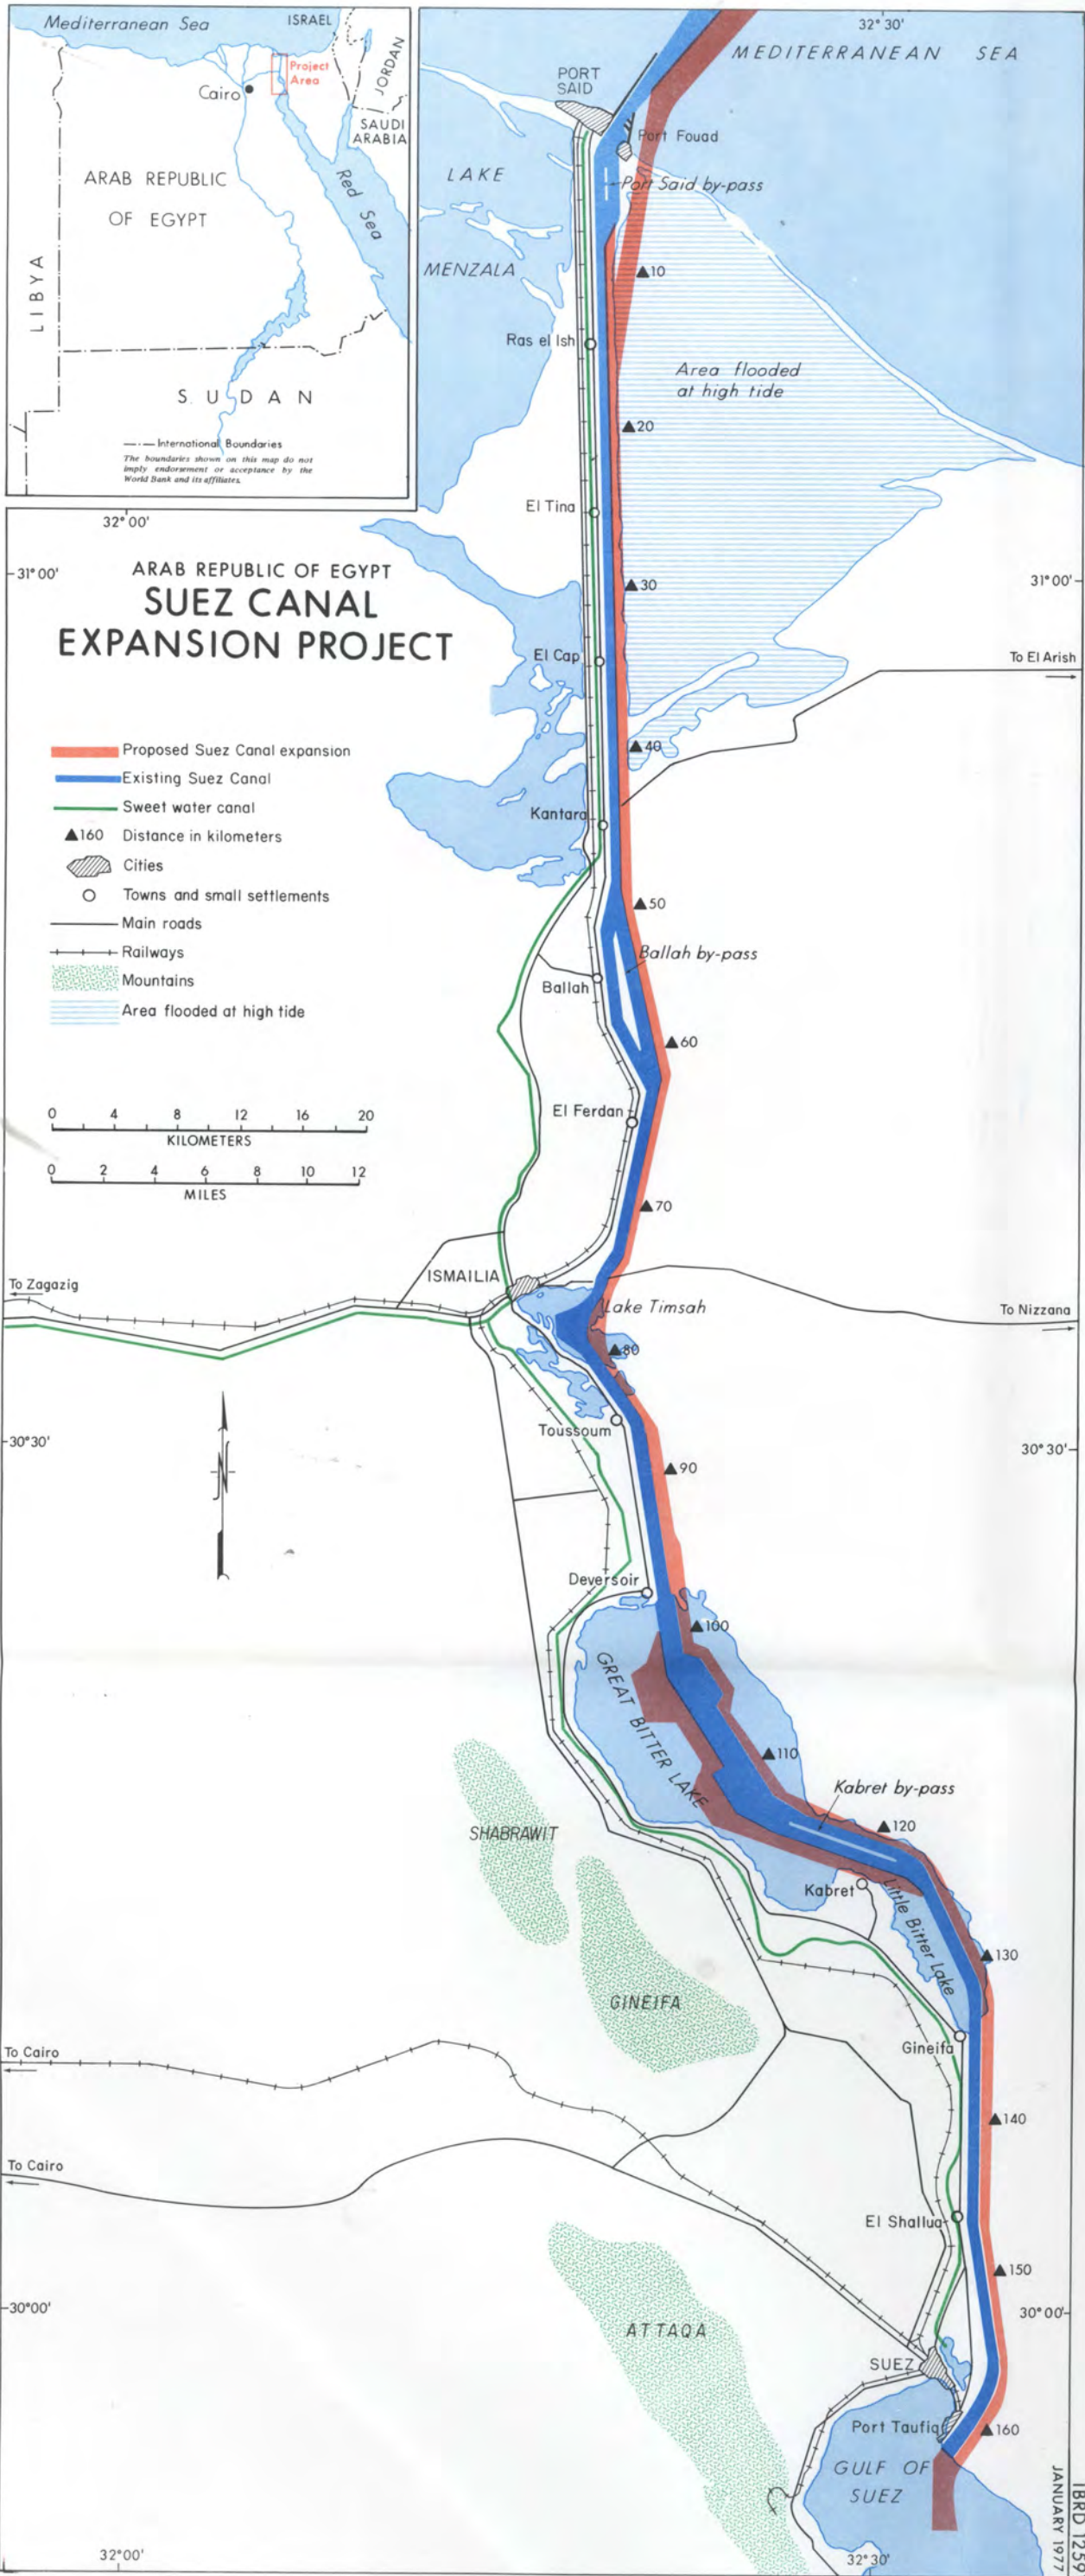 Mediterranean Sea
ISRAEL
JORDAN
Project
Area
Cairo
SAUDI
ARABIA
ARAB REPUBLIC
OF EGYPT
Red Sea
LIBYA
SUDAN
International Boundaries
The boundaries shown on this map do not
imply endorsement or acceptance by the
World Bank and its affiliates.
32°00'
32°30'
MEDITERRANEAN SEA
PORT
SAID
Port Fouad
LAKE
MENZALA
Port Said by-pass
10
Ras el Ish
Area flooded
at high tide
20
El Tina
31°00'
31°00'
30
ARAB REPUBLIC OF EGYPT
SUEZ CANAL
EXPANSION PROJECT
El Cap
To El Arish
40
Proposed Suez Canal expansion
Existing Suez Canal
Sweet water canal
160 Distance in kilometers
Cities
Towns and small settlements
Main roads
Railways
Mountains
Area flooded at high tide
Kantara
50
Ballah by-pass
Ballah
60
0 4 8 12 16 20
KILOMETERS
0 2 4 6 8 10 12
MILES
El Ferdan
70
ISMAILIA
To Zagazig
Lake Timsah
To Nizzana
80
Toussoum
30°30'
30°30'
N
90
Deversoir
100
GREAT BITTER LAKE
110
Kabret by-pass
120
SHABRAWIT
Kabret
Little Bitter Lake
130
GINEIFA
Gineifa
To Cairo
140
To Cairo
El Shallua
150
30°00'
30°00'
ATTAQA
SUEZ
Port Taufiq
160
GULF OF
SUEZ
32°00'
32°30'
JANUARY 1977